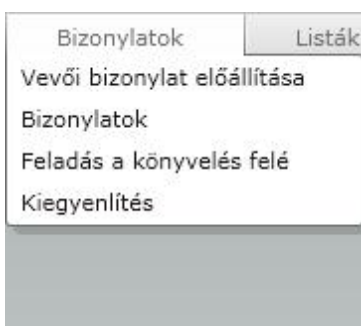 Bizonylatok Listák
Vevői bizonylat előállítása
Bizonylatok
Feladás a könyvelés felé
Kiegyenlítés